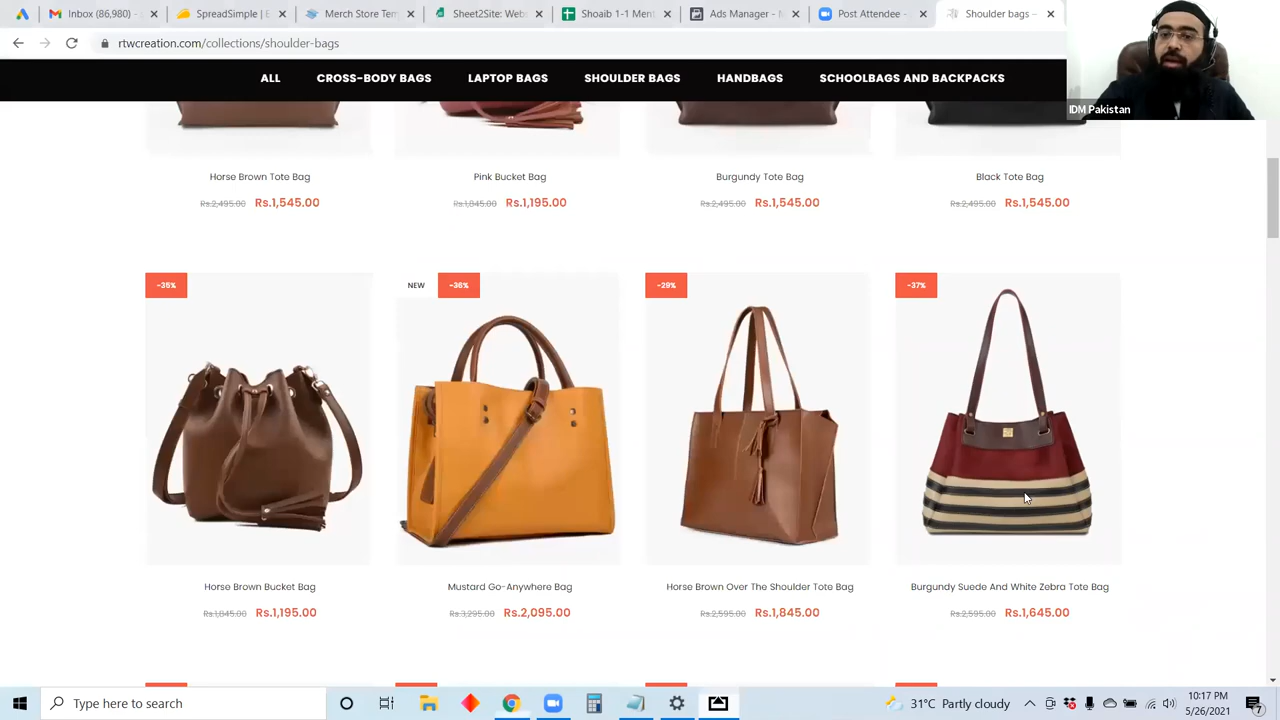 Inbox (86,980) -
SpreadSimple | E
Merch Store Tem
Sheet2Site: Webs
Shoaib 1-1 Ment
Ads Manager - M
Post Attendee -
Shoulder bags –
rtwcreation.com/collections/shoulder-bags
ALL CROSS-BODY BAGS LAPTOP BAGS SHOULDER BAGS HANDBAGS SCHOOLBAGS AND BACKPACKS
IDM Pakistan
Horse Brown Tote Bag
Rs.2,495.00 Rs.1,545.00
Pink Bucket Bag
Rs.1,845.00 Rs.1,195.00
Burgundy Tote Bag
Rs.2,495.00 Rs.1,545.00
Black Tote Bag
Rs.2,495.00 Rs.1,545.00
-35%
NEW -36%
-29%
-37%
Horse Brown Bucket Bag
Rs.1,845.00 Rs.1,195.00
Mustard Go-Anywhere Bag
Rs.3,295.00 Rs.2,095.00
Horse Brown Over The Shoulder Tote Bag
Rs.2,595.00 Rs.1,845.00
Burgundy Suede And White Zebra Tote Bag
Rs.2,595.00 Rs.1,645.00
Type here to search
31°C Partly cloudy
10:17 PM
5/26/2021
7